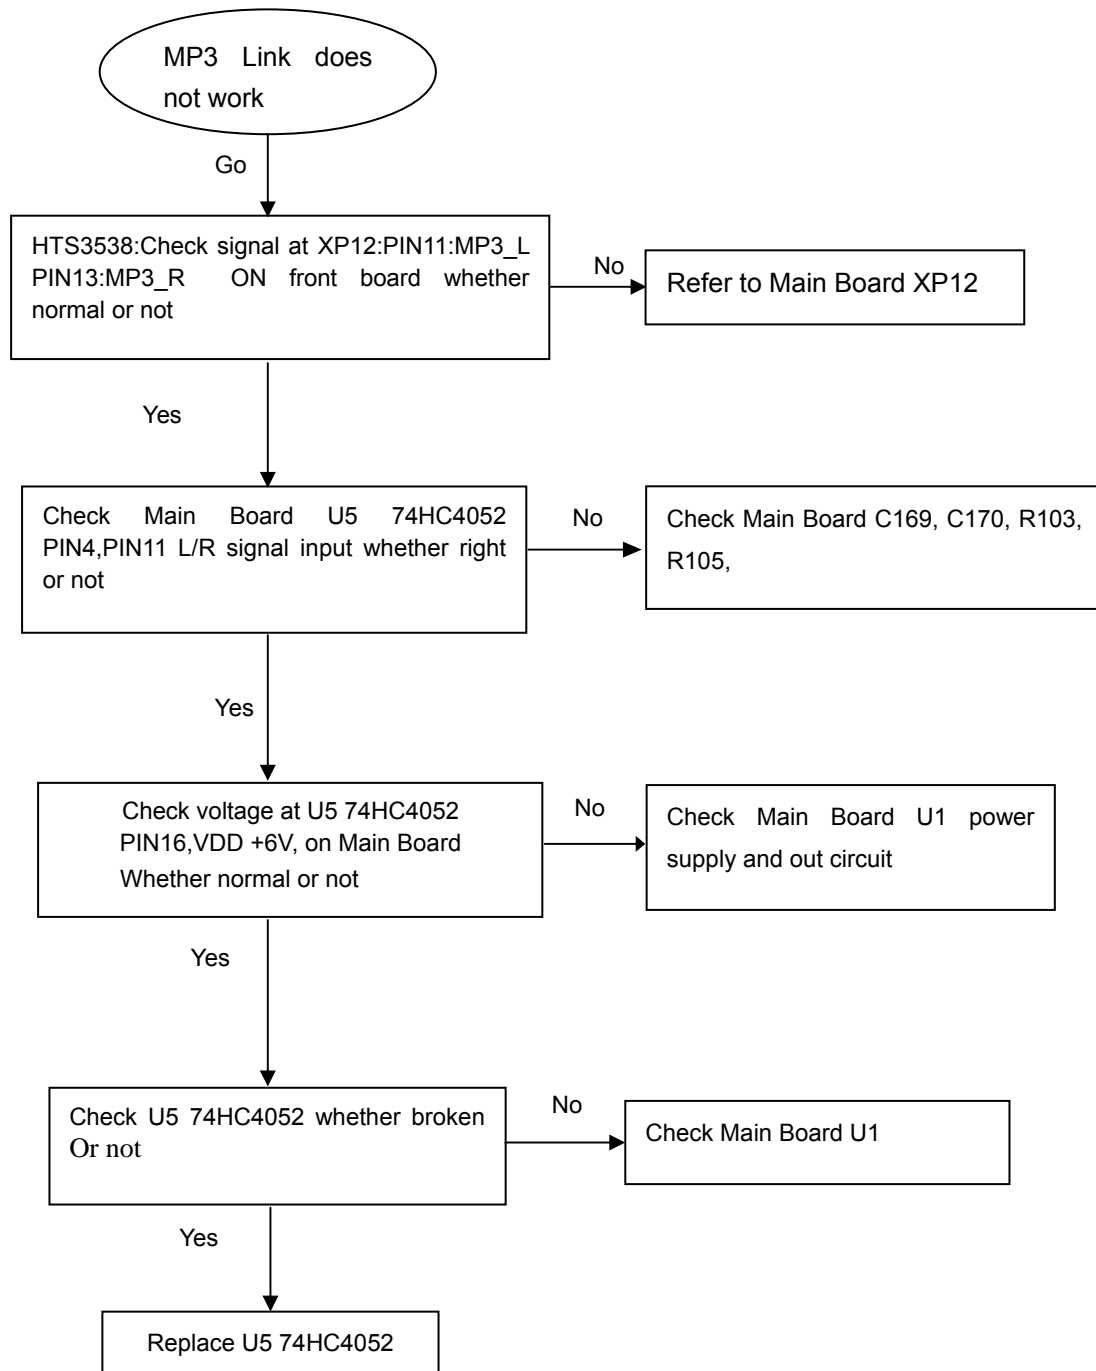 MP3 Link does
not work
Go
HTS3538:Check signal at XP12:PIN11:MP3_L
PIN13:MP3_R ON front board whether
normal or not
No
Refer to Main Board XP12
Yes
Check Main Board U5 74HC4052
PIN4,PIN11 L/R signal input whether right
or not
No
Check Main Board C169, C170, R103,
R105,
Yes
Check voltage at U5 74HC4052
PIN16,VDD +6V, on Main Board
Whether normal or not
No
Check Main Board U1 power
supply and out circuit
Yes
Check U5 74HC4052 whether broken
Or not
No
Check Main Board U1
Yes
Replace U5 74HC4052